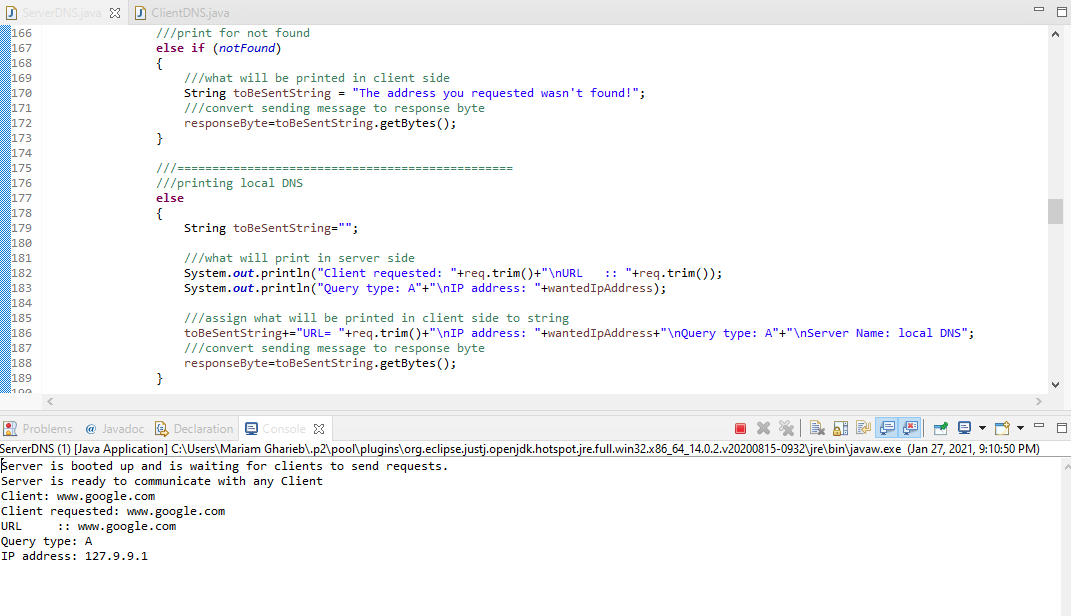 ServerDNS.java ClientDNS.java
166 ///print for not found
167 else if (notFound)
168 {
169 ///what will be printed in client side
170 String toBeSentString = "The address you requested wasn't found!";
171 ///convert sending message to response byte
172 responseByte=toBeSentString.getBytes();
173 }
174
175 ///================================================
176 ///printing local DNS
177 else
178 {
179 String toBeSentString="";
180
181 ///what will print in server side
182 System.out.println("Client requested: "+req.trim()+"\nURL   :: "+req.trim());
183 System.out.println("Query type: A"+"\nIP address: "+wantedIpAddress);
184
185 ///assign what will be printed in client side to string
186 toBeSentString+="URL= "+req.trim()+"\nIP address: "+wantedIpAddress+"\nQuery type: A"+"\nServer Name: local DNS";
187 ///convert sending message to response byte
188 responseByte=toBeSentString.getBytes();
189 }
190
Problems Javadoc Declaration Console
ServerDNS (1) [Java Application] C:\Users\Mariam Gharieb\.p2\pool\plugins\org.eclipse.justj.openjdk.hotspot.jre.full.win32.x86_64_14.0.2.v20200815-0932\jre\bin\javaw.exe (Jan 27, 2021, 9:10:50 PM)
Server is booted up and is waiting for clients to send requests.
Server is ready to communicate with any Client
Client: www.google.com
Client requested: www.google.com
URL    :: www.google.com
Query type: A
IP address: 127.9.9.1